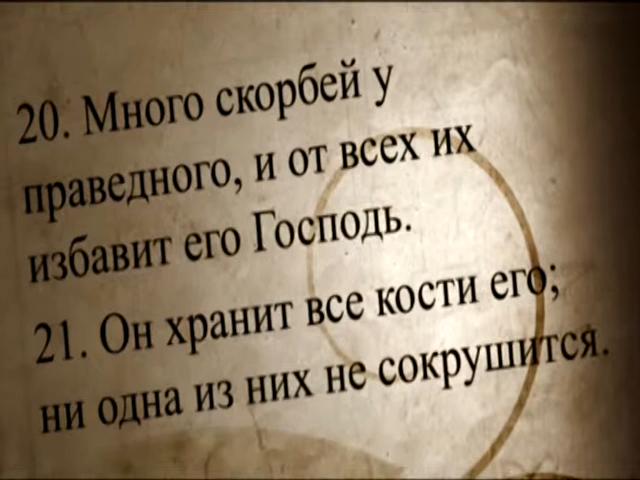 20. Много скорбей у
праведного, и от всех их
избавит его Господь.
21. Он хранит все кости его;
ни одна из них не сокрушится.